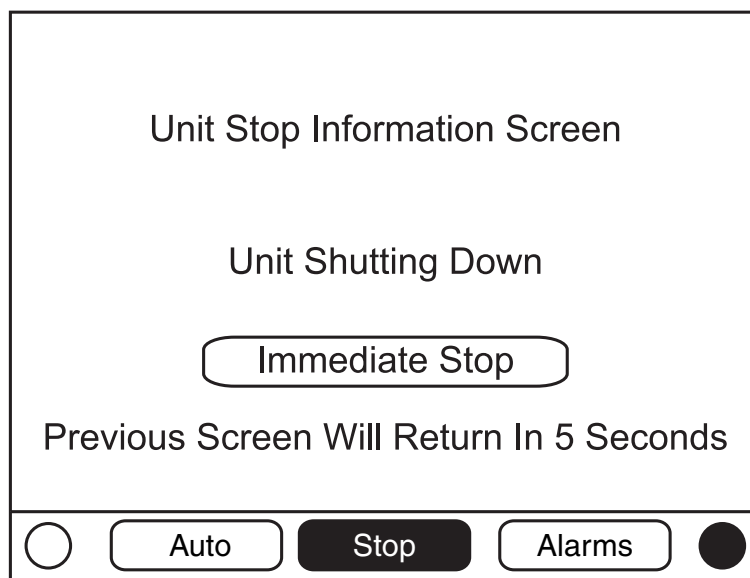 Unit Stop Information Screen
Unit Shutting Down
Immediate Stop
Previous Screen Will Return In 5 Seconds
Auto Stop Alarms